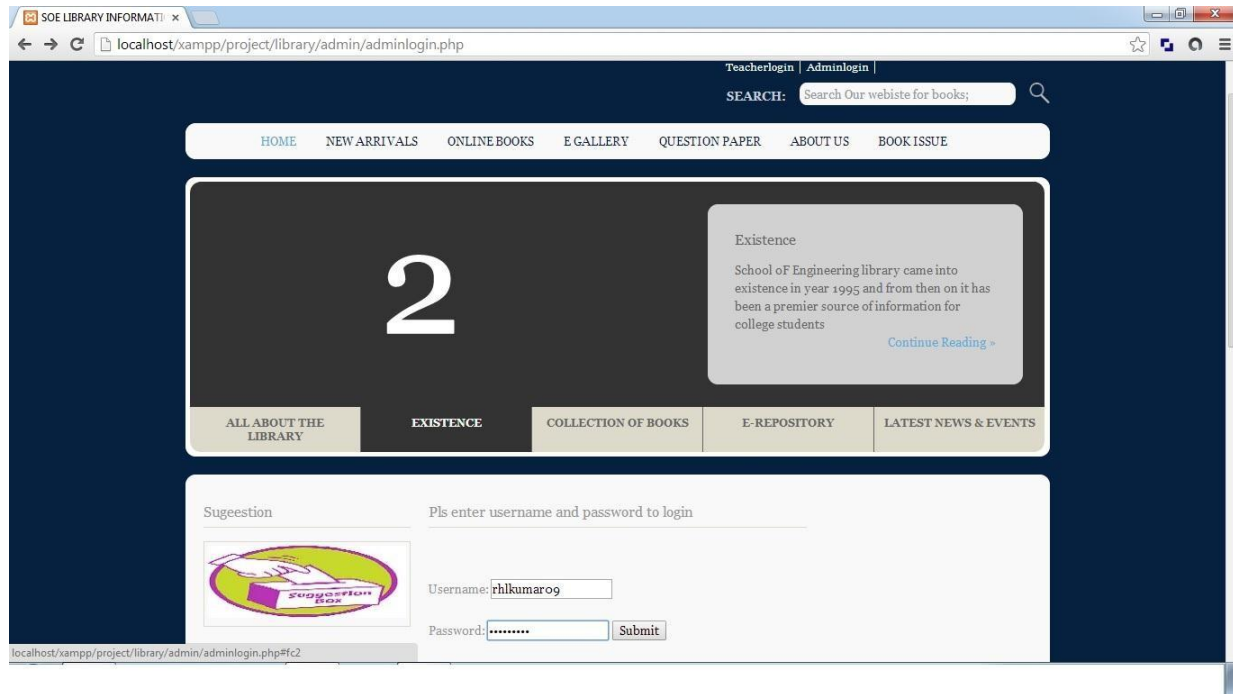 SOE LIBRARY INFORMATI
localhost/xampp/project/library/admin/adminlogin.php
Teacherlogin | Adminlogin |
SEARCH: Search Our webiste for books;
HOME NEW ARRIVALS ONLINE BOOKS E GALLERY QUESTION PAPER ABOUT US BOOK ISSUE
2
Existence
School oF Engineering library came into
existence in year 1995 and from then on it has
been a premier source of information for
college students
Continue Reading »
ALL ABOUT THE
LIBRARY
EXISTENCE
COLLECTION OF BOOKS
E-REPOSITORY
LATEST NEWS & EVENTS
Sugeestion
Suggestion
Box
Pls enter username and password to login
Username: rhlkumar09
Password: ••••••••• Submit
localhost/xampp/project/library/admin/adminlogin.php#fc2